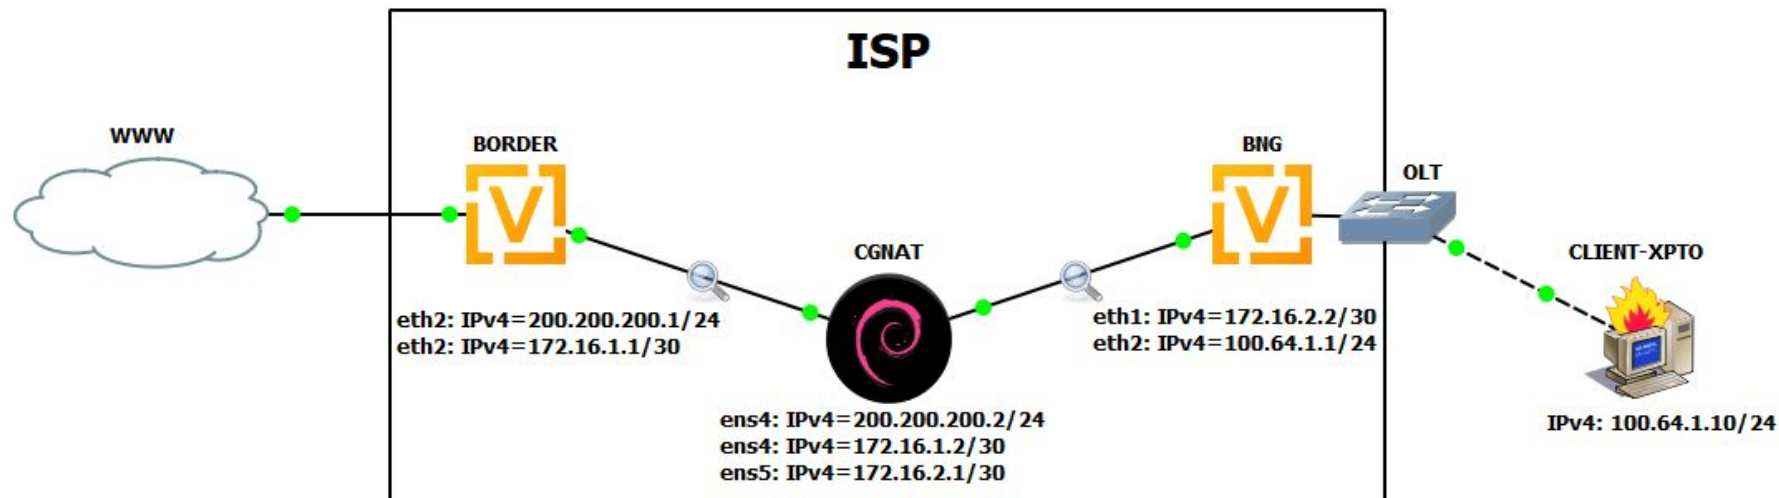 ISP
WWW
BORDER
BNG
OLT
CGNAT
CLIENT-XPTO
eth2: IPv4=200.200.200.1/24
eth2: IPv4=172.16.1.1/30
eth1: IPv4=172.16.2.2/30
eth2: IPv4=100.64.1.1/24
ens4: IPv4=200.200.200.2/24
ens4: IPv4=172.16.1.2/30
ens5: IPv4=172.16.2.1/30
IPv4: 100.64.1.10/24